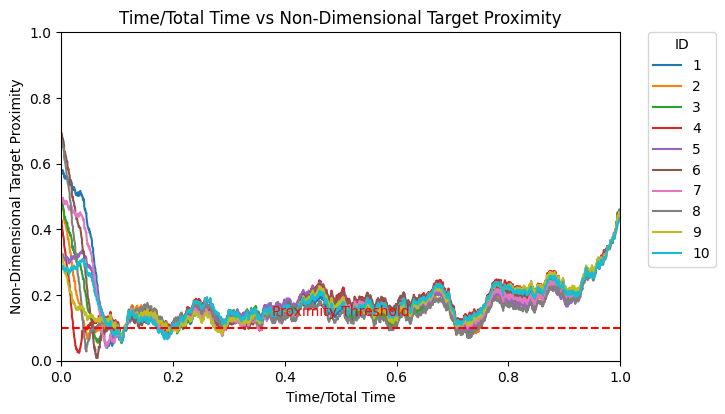 Time/Total Time vs Non-Dimensional Target Proximity
Non-Dimensional Target Proximity
1.0
0.8
0.6
0.4
0.2
0.0
Proximity Threshold
0.0 0.2 0.4 0.6 0.8 1.0
Time/Total Time
ID
1
2
3
4
5
6
7
8
9
10